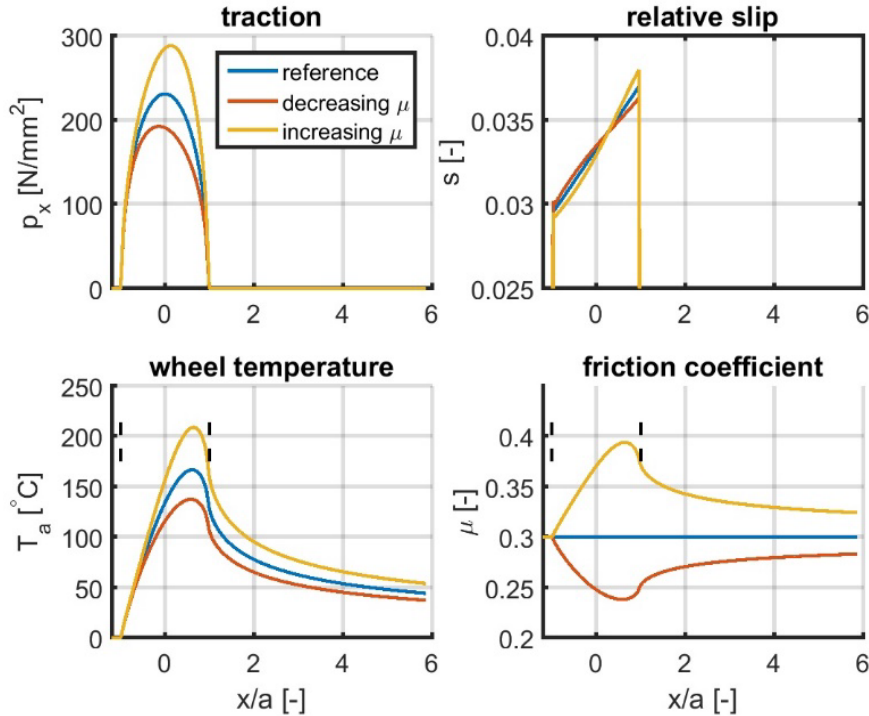 traction
p_x [N/mm^2]
300
200
100
0
reference
decreasing μ
increasing μ
0 2 4 6
relative slip
s [-]
0.04
0.035
0.03
0.025
0 2 4 6
wheel temperature
T_a [°C]
250
200
150
100
50
0
0 2 4 6
x/a [-]
friction coefficient
μ [-]
0.4
0.35
0.3
0.25
0.2
0 2 4 6
x/a [-]